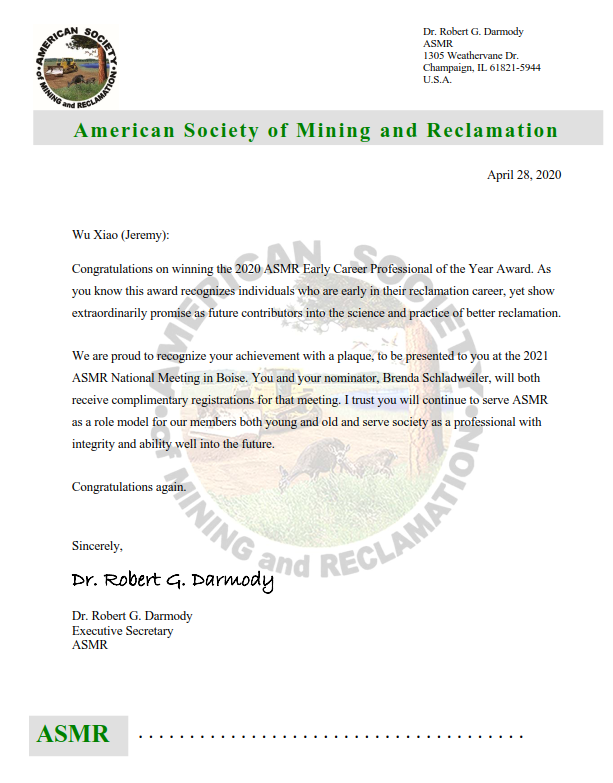 AMERICAN SOCIETY
of MINING and RECLAMATION
Dr. Robert G. Darmody
ASMR
1305 Weathervane Dr.
Champaign, IL 61821-5944
U.S.A.
American Society of Mining and Reclamation
April 28, 2020
Wu Xiao (Jeremy):
Congratulations on winning the 2020 ASMR Early Career Professional of the Year Award. As
you know this award recognizes individuals who are early in their reclamation career, yet show
extraordinarily promise as future contributors into the science and practice of better reclamation.
We are proud to recognize your achievement with a plaque, to be presented to you at the 2021
ASMR National Meeting in Boise. You and your nominator, Brenda Schladweiler, will both
receive complimentary registrations for that meeting. I trust you will continue to serve ASMR
as a role model for our members both young and old and serve society as a professional with
integrity and ability well into the future.
Congratulations again.
AMERICAN SOCIETY
of MINING and RECLAMATION
Sincerely,
Dr. Robert G. Darmody
Dr. Robert G. Darmody
Executive Secretary
ASMR
ASMR . . . . . . . . . . . . . . . . . . . . . . . . . . . . . . . . . . . . . .